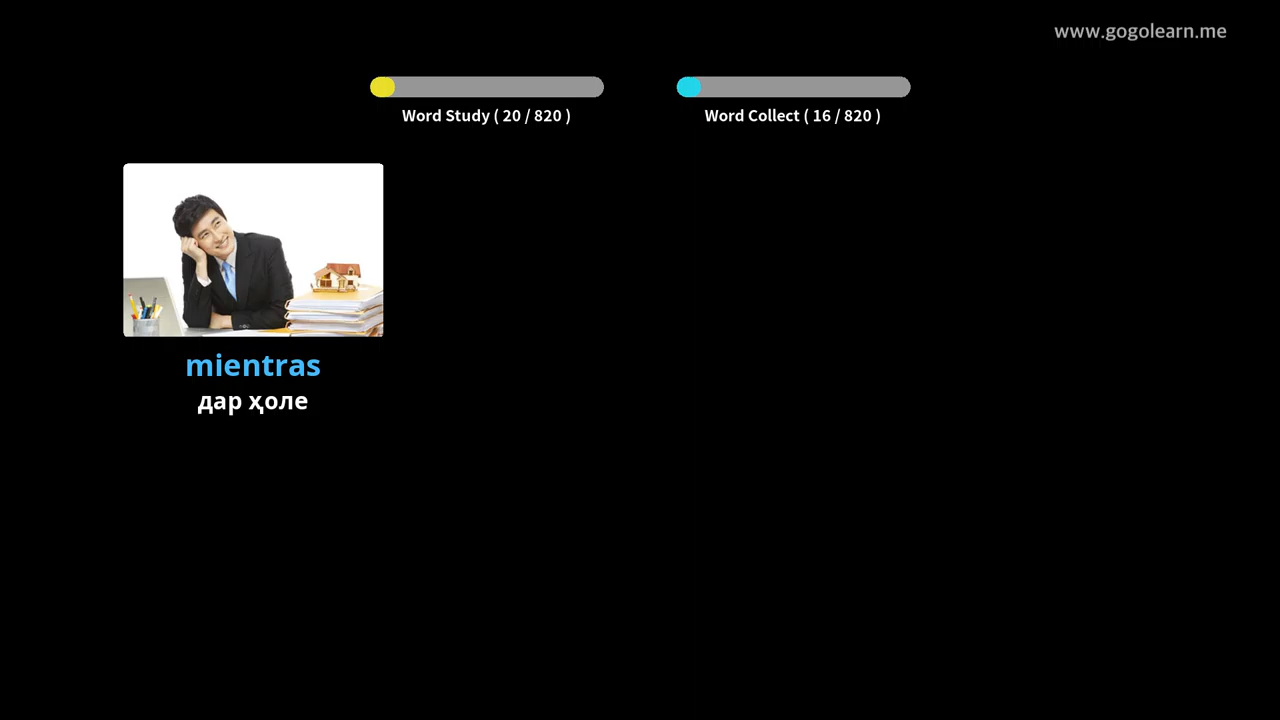 www.gogolearn.me
Word Study ( 20 / 820 )
Word Collect ( 16 / 820 )
mientras
дар ҳоле